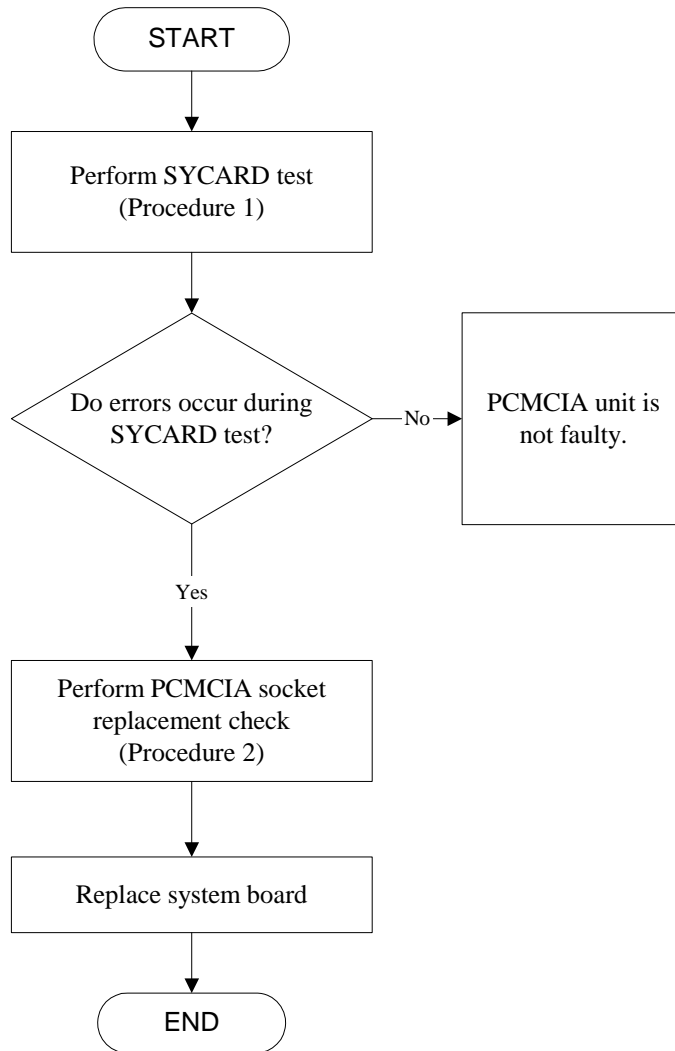 START
Perform SYCARD test
(Procedure 1)
Do errors occur during
SYCARD test?
No
PCMCIA unit is
not faulty.
Yes
Perform PCMCIA socket
replacement check
(Procedure 2)
Replace system board
END